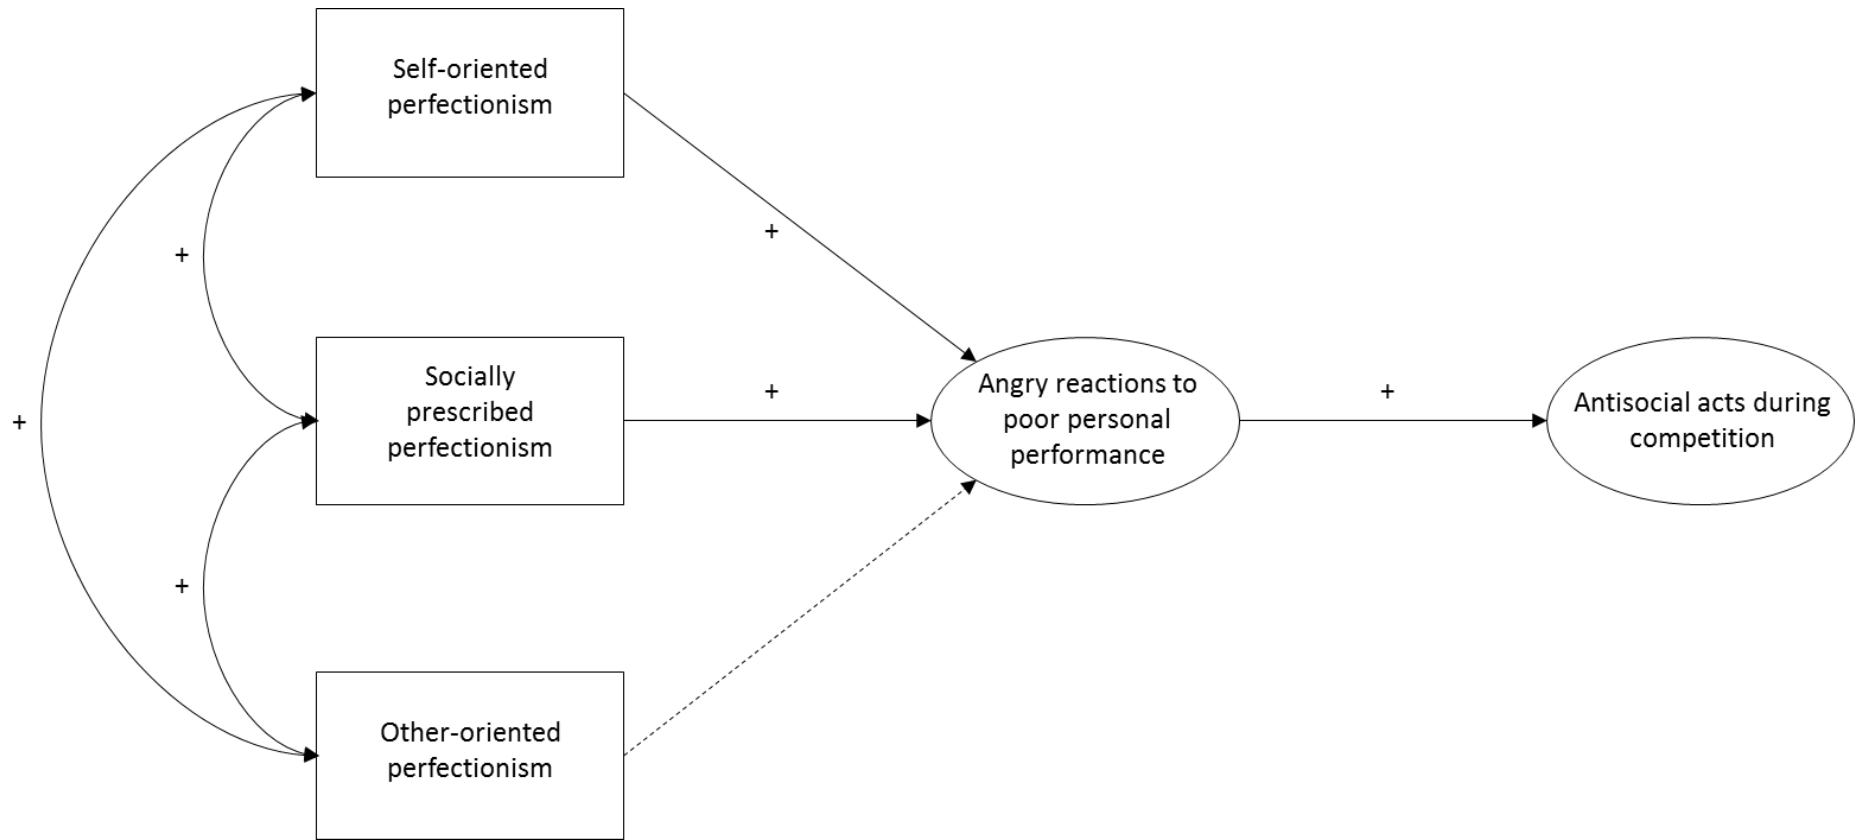 Self-oriented
perfectionism
+
+
+
Socially
prescribed
perfectionism
+
Angry reactions to
poor personal
performance
+
Antisocial acts during
competition
+
Other-oriented
perfectionism